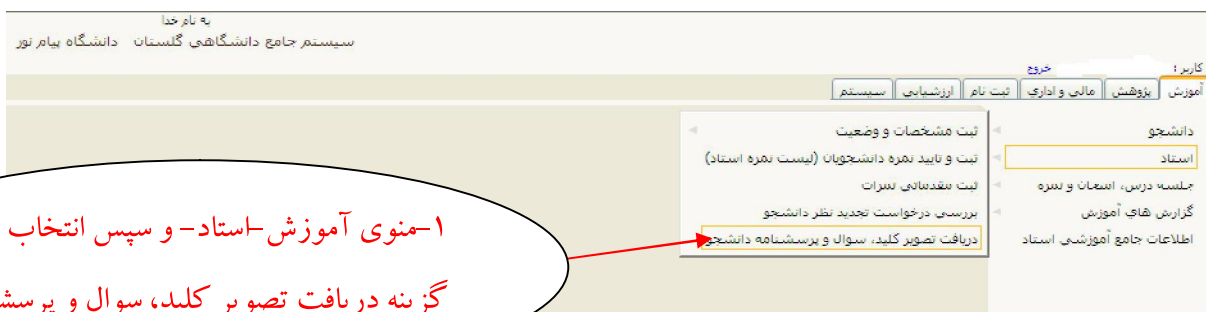 به نام خدا
سیستم جامع دانشگاهی گلستان دانشگاه پیام نور
کاربر : خروج
آموزش پژوهش مالی و اداری ثبت نام ارزشیابی سیستم
دانشجو
استاد
جلسه درس، امتحان و نمره
گزارش های آموزش
اطلاعات جامع آموزشی استاد
ثبت مشخصات و وضعیت
ثبت و تایید نمره دانشجویان (لیست نمره استاد)
ثبت مقدماتی نمرات
بررسی درخواست تجدید نظر دانشجو
دریافت تصویر کلید، سوال و پرسشنامه دانشجو
۱-منوی آموزش-استاد- و سپس انتخاب
گزینه دریافت تصویر کلید، سوال و